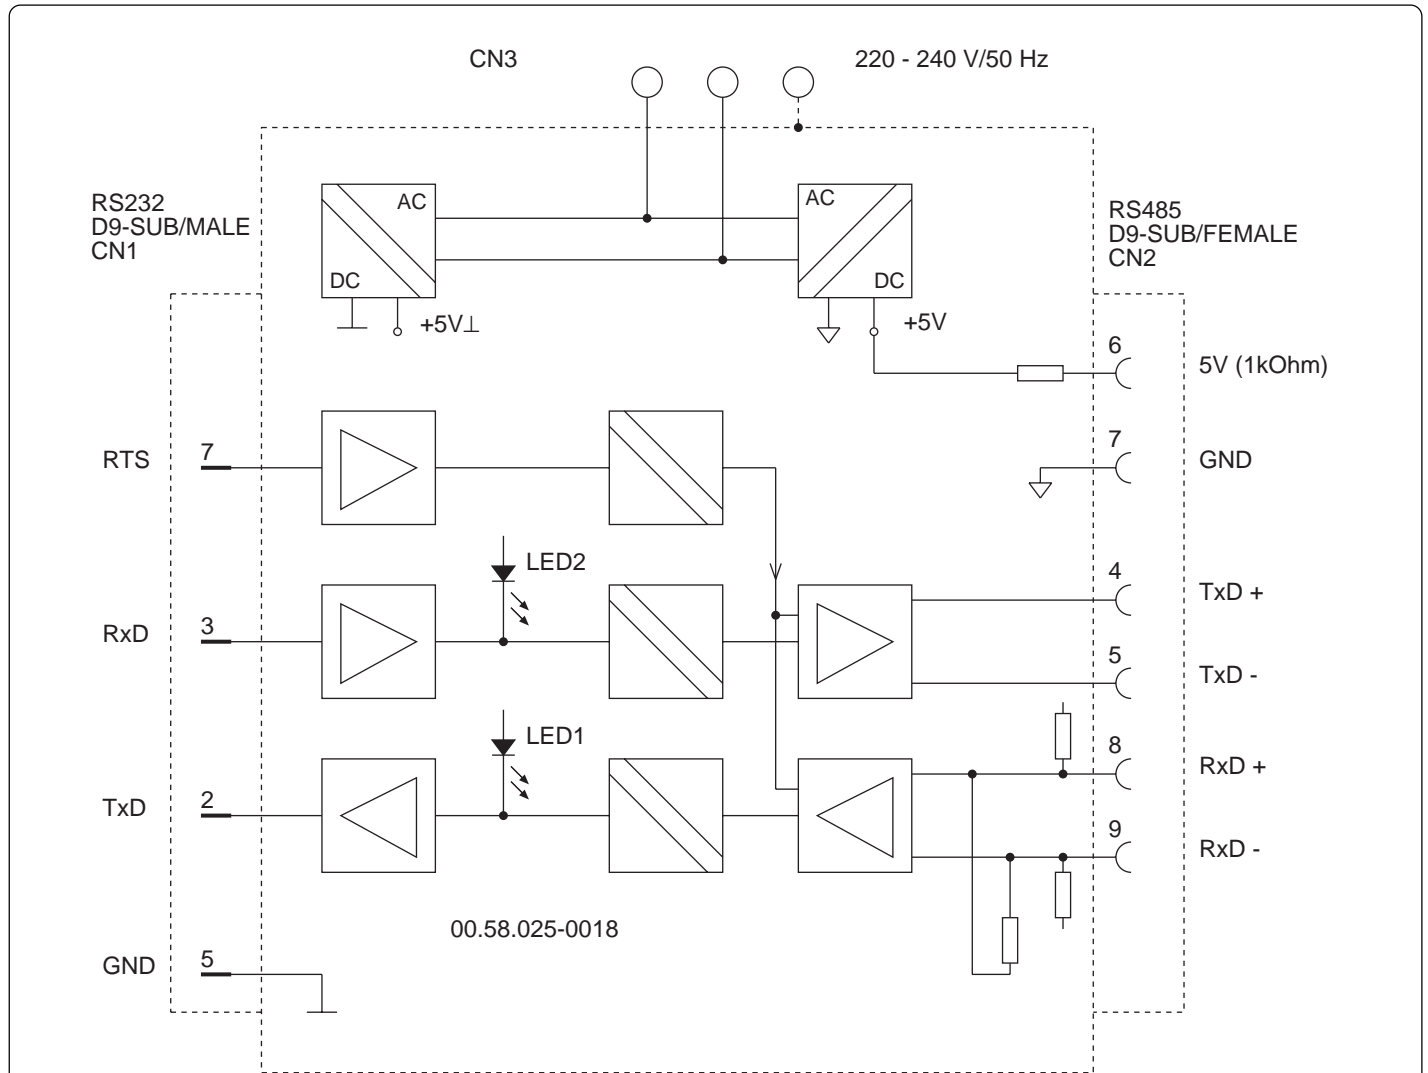 CN3
220 - 240 V/50 Hz
RS232
D9-SUB/MALE
CN1
AC
DC
+5V⊥
AC
DC
+5V
RS485
D9-SUB/FEMALE
CN2
6
5V (1kOhm)
7
GND
RTS
7
LED2
4
TxD +
RxD
3
5
TxD -
LED1
8
RxD +
TxD
2
9
RxD -
00.58.025-0018
GND
5